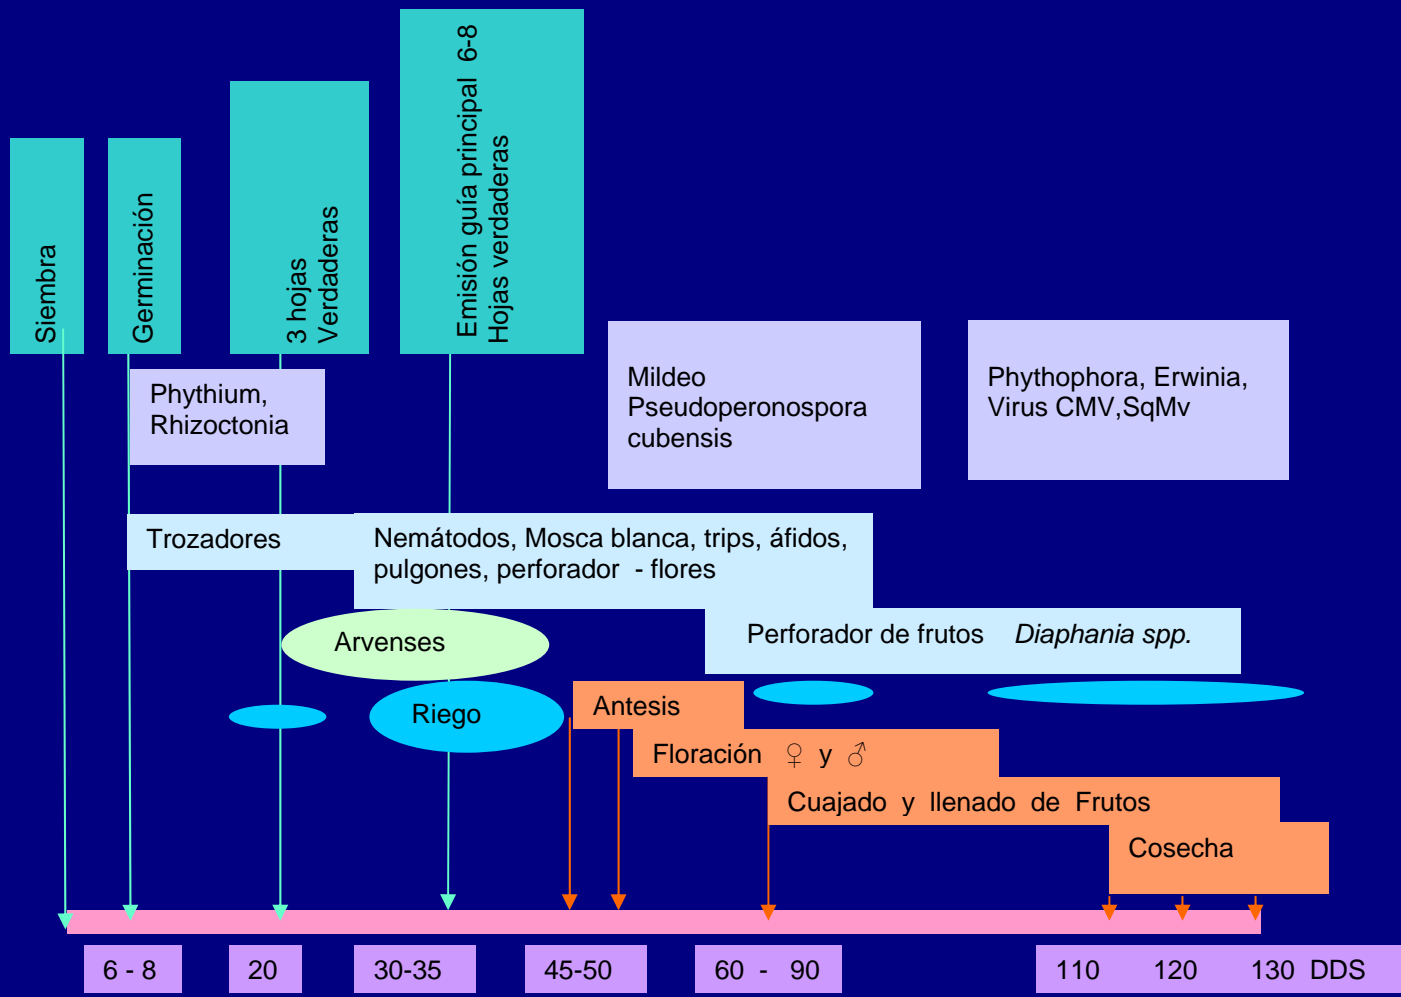 Siembra
Germinación
3 hojas
Verdaderas
Emisión guía principal 6-8
Hojas verdaderas
Phythium,
Rhizoctonia
Mildeo
Pseudoperonospora
cubensis
Phythophora, Erwinia,
Virus CMV,SqMv
Trozadores
Nemátodos, Mosca blanca, trips, áfidos,
pulgones, perforador - flores
Arvenses
Perforador de frutos Diaphania spp.
Riego
Antesis
Floración ♀ y ♂
Cuajado y llenado de Frutos
Cosecha
6 - 8
20
30-35
45-50
60 - 90
110 120 130 DDS